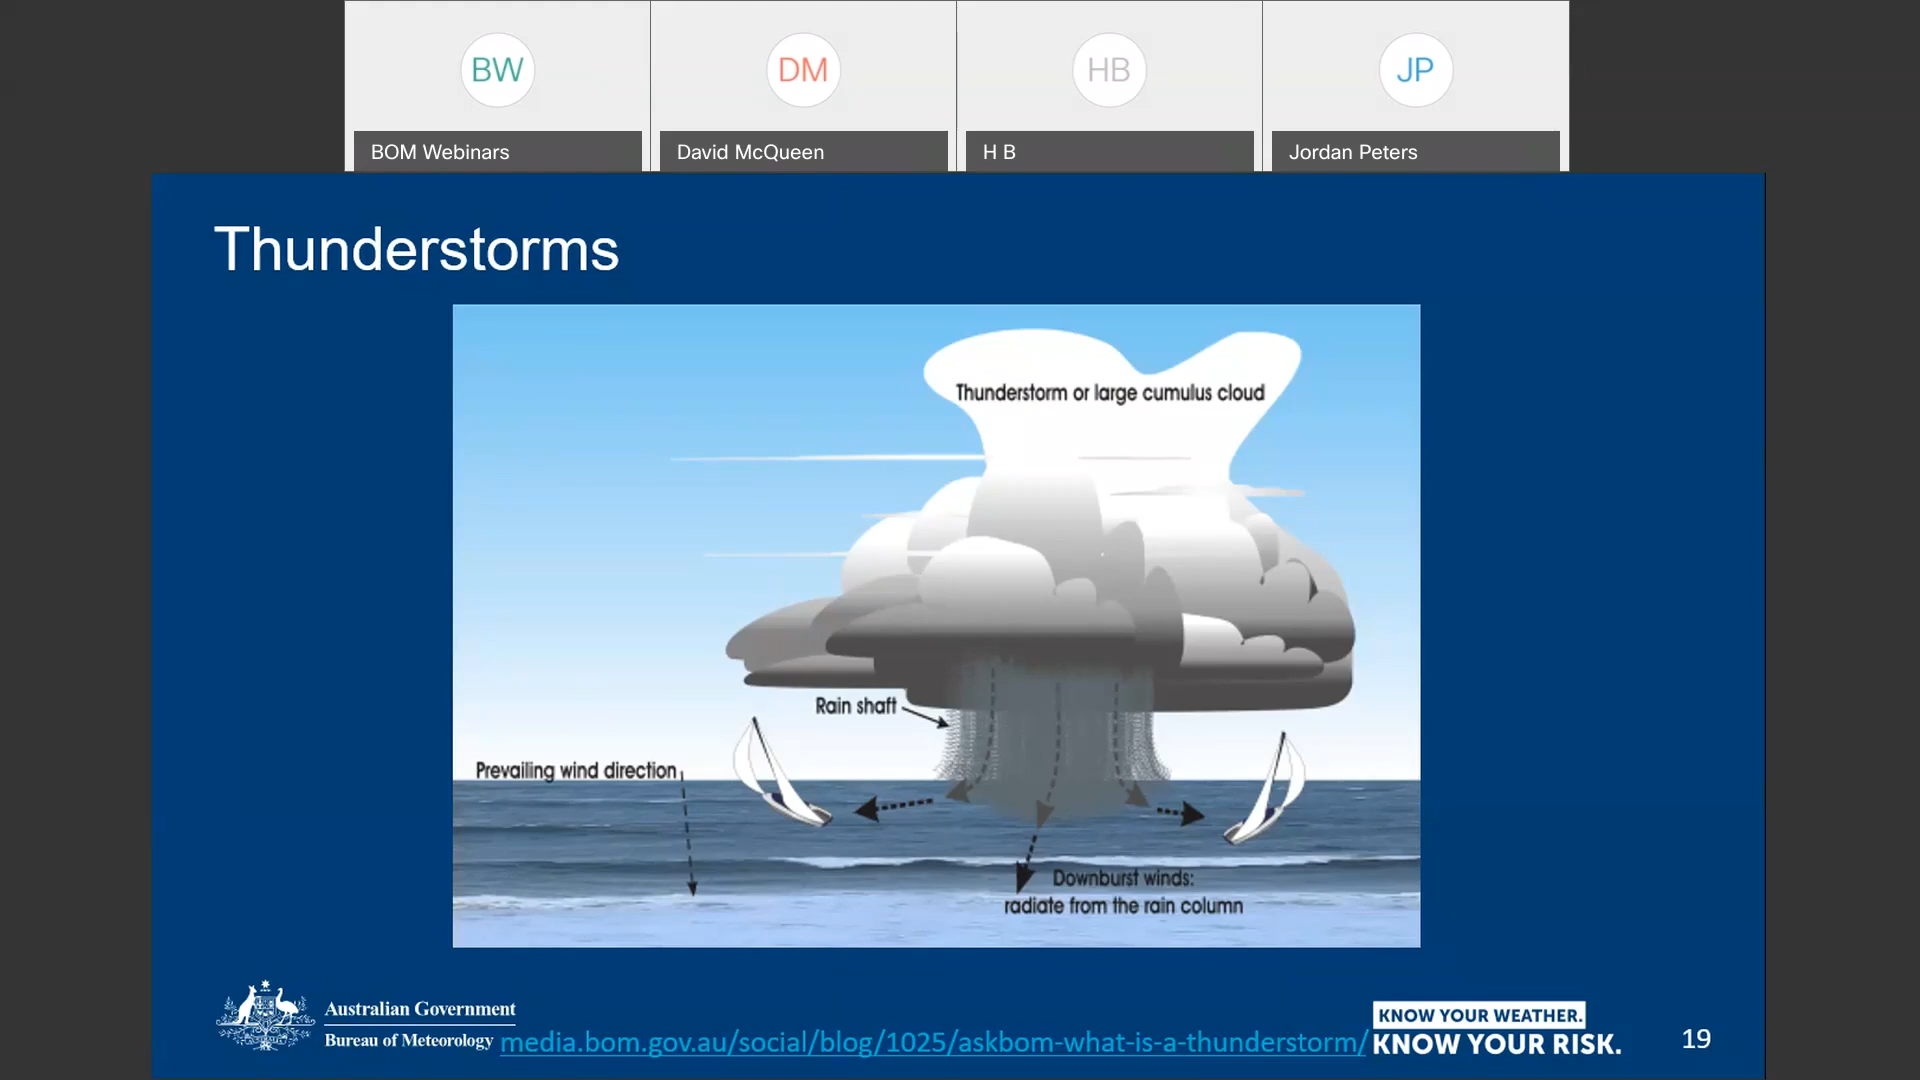 BW
DM
HB
JP
BOM Webinars
David McQueen
H B
Jordan Peters
Thunderstorms
Thunderstorm or large cumulus cloud
Rain shaft
Prevailing wind direction
Downburst winds:
radiate from the rain column
Australian Government
Bureau of Meteorology
media.bom.gov.au/social/blog/1025/askbom-what-is-a-thunderstorm/
KNOW YOUR WEATHER.
KNOW YOUR RISK.
19